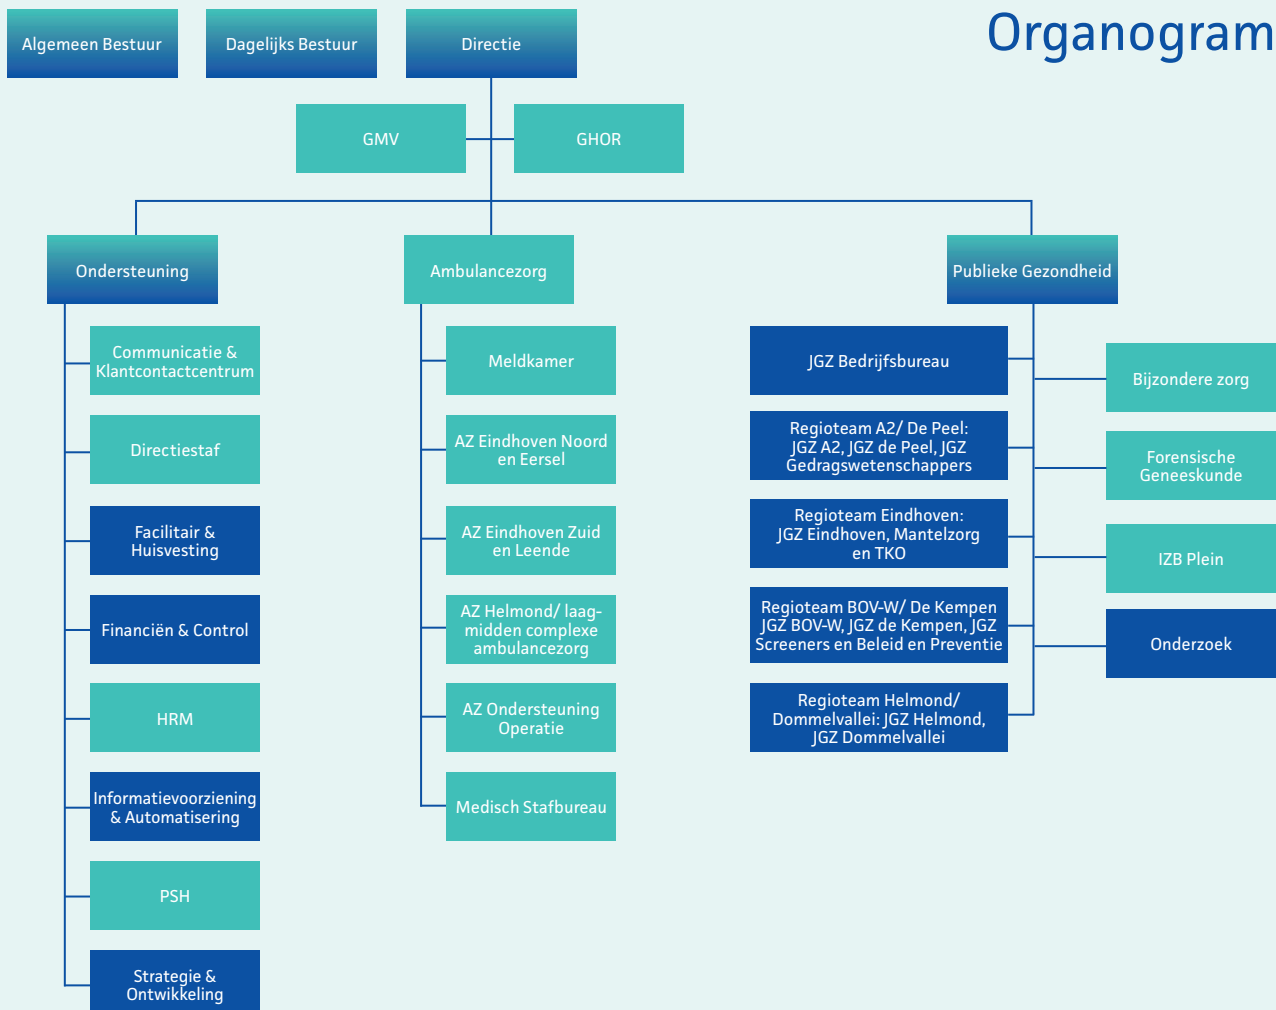 Organogram
Algemeen Bestuur
Dagelijks Bestuur
Directie
GMV
GHOR
Ondersteuning
Ambulancezorg
Publieke Gezondheid
Communicatie &
Klantcontactcentrum
Directiestaf
Facilitair &
Huisvesting
Financiën & Control
HRM
Informatievoorziening
& Automatisering
PSH
Strategie &
Ontwikkeling
Meldkamer
AZ Eindhoven Noord
en Eersel
AZ Eindhoven Zuid
en Leende
AZ Helmond/ laag-
midden complexe
ambulancezorg
AZ Ondersteuning
Operatie
Medisch Stafbureau
JGZ Bedrijfsbureau
Regioteam A2/ De Peel:
JGZ A2, JGZ de Peel, JGZ
Gedragswetenschappers
Regioteam Eindhoven:
JGZ Eindhoven, Mantelzorg
en TKO
Regioteam BOV-W/ De Kempen
JGZ BOV-W, JGZ de Kempen, JGZ
Screeners en Beleid en Preventie
Regioteam Helmond/
Dommelvallei: JGZ Helmond,
JGZ Dommelvallei
Bijzondere zorg
Forensische
Geneeskunde
IZB Plein
Onderzoek